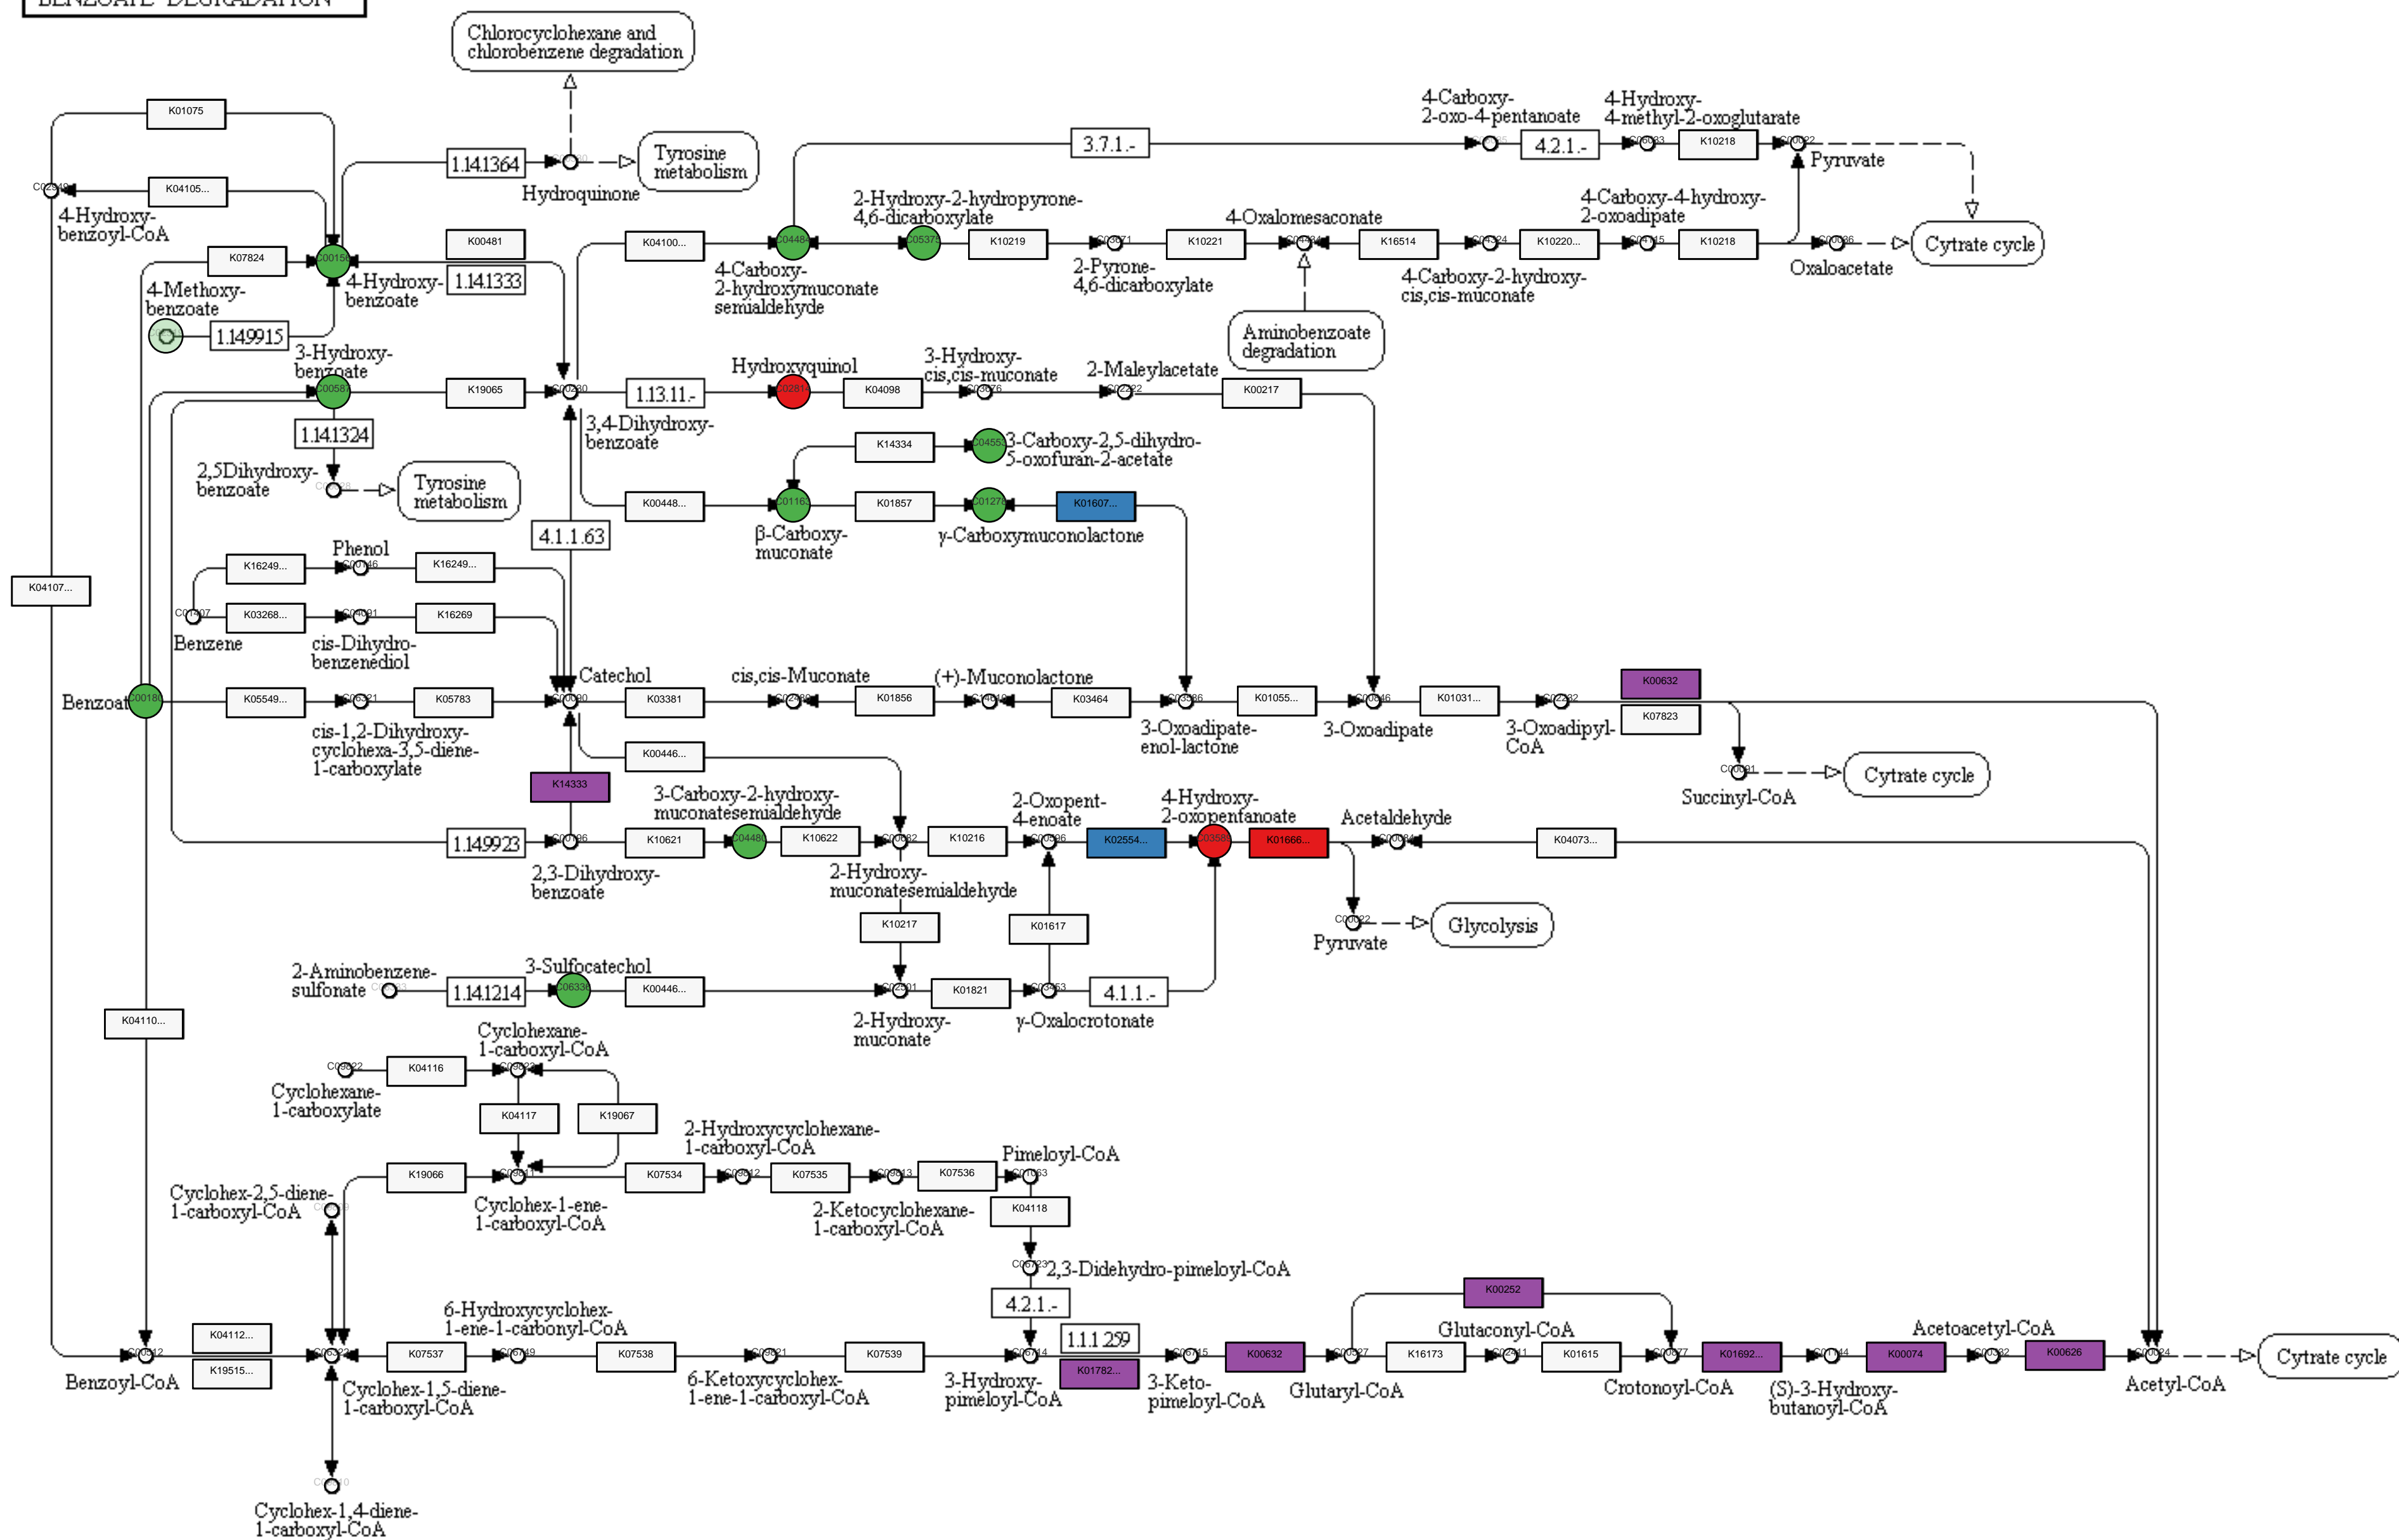 BENZOATE DEGRADATION
Chlorocyclohexane and
chlorobenzene degradation
K01075
1.14.1364
Tyrosine
metabolism
Hydroquinone
K04105...
4-Hydroxy-
benzoyl-CoA
K07824
4-Hydroxy-
benzoate
K00481
1.14.1333
4-Methoxy-
benzoate
1.14.9915
3.7.1.-
4-Carboxy-
2-oxo-4-pentanoate
4.2.1.-
4-Hydroxy-
4-methyl-2-oxoglutarate
K10218
Pyruvate
K04100...
C04484
4-Carboxy-
2-hydroxymuconate
semialdehyde
2-Hydroxy-2-hydropyrone-
4,6-dicarboxylate
C05375
K10219
2-Pyrone-
4,6-dicarboxylate
K10221
4-Oxalomesaconate
K16514
4-Carboxy-2-hydroxy-
cis,cis-muconate
K10220...
4-Carboxy-4-hydroxy-
2-oxoadipate
K10218
Oxaloacetate
Cytrate cycle
Aminobenzoate
degradation
3-Hydroxy-
benzoate
C00587
K19065
3,4-Dihydroxy-
benzoate
1.13.11.-
Hydroxyquinol
K04098
3-Hydroxy-
cis,cis-muconate
2-Maleylacetate
K00217
1.14.1324
2,5Dihydroxy-
benzoate
Tyrosine
metabolism
K14334
C04553
3-Carboxy-2,5-dihydro-
5-oxofuran-2-acetate
K00448...
C01163
β-Carboxy-
muconate
K01857
C01278
γ-Carboxymuconolactone
K01607...
4.1.1.63
Phenol
K16249...
K16249...
K04107...
Benzene
K03268...
cis-Dihydro-
benzenediol
K16269
Benzoat
C00180
K05549...
cis-1,2-Dihydroxy-
cyclohexa-3,5-diene-
1-carboxylate
K05783
Catechol
K03381
cis,cis-Muconate
K01856
(+)-Muconolactone
K03464
3-Oxoadipate-
enol-lactone
K01055...
3-Oxoadipate
K01031...
3-Oxoadipyl-
CoA
K00632
K07823
Succinyl-CoA
Cytrate cycle
K00446...
K14333
1.14.9923
2,3-Dihydroxy-
benzoate
K10621
3-Carboxy-2-hydroxy-
muconatesemialdehyde
C04480
K10622
2-Hydroxy-
muconatesemialdehyde
K10216
2-Oxopent-
4-enoate
K02554...
4-Hydroxy-
2-oxopentanoate
C03589
K01666...
Acetaldehyde
K04073...
K10217
K01617
Pyruvate
Glycolysis
2-Aminobenzene-
sulfonate
1.14.1214
3-Sulfocatechol
C06336
K00446...
2-Hydroxy-
muconate
K01821
γ-Oxalocrotonate
4.1.1.-
K04110...
Cyclohexane-
1-carboxylate
K04116
Cyclohexane-
1-carboxyl-CoA
K04117
K19067
K19066
Cyclohex-1-ene-
1-carboxyl-CoA
K07534
2-Hydroxycyclohexane-
1-carboxyl-CoA
K07535
2-Ketocyclohexane-
1-carboxyl-CoA
K07536
Pimeloyl-CoA
K04118
2,3-Didehydro-pimeloyl-CoA
4.2.1.-
Cyclohex-2,5-diene-
1-carboxyl-CoA
Benzoyl-CoA
K04112...
K19515...
Cyclohex-1,5-diene-
1-carboxyl-CoA
K07537
6-Hydroxycyclohex-
1-ene-1-carbonyl-CoA
K07538
6-Ketoxycyclohex-
1-ene-1-carboxyl-CoA
K07539
3-Hydroxy-
pimeloyl-CoA
1.1.1.259
K01782...
3-Keto-
pimeloyl-CoA
K00632
Glutaryl-CoA
K00252
K16173
Glutaconyl-CoA
K01615
Crotonoyl-CoA
K01692...
(S)-3-Hydroxy-
butanoyl-CoA
K00074
Acetoacetyl-CoA
K00626
Acetyl-CoA
Cytrate cycle
Cyclohex-1,4-diene-
1-carboxyl-CoA